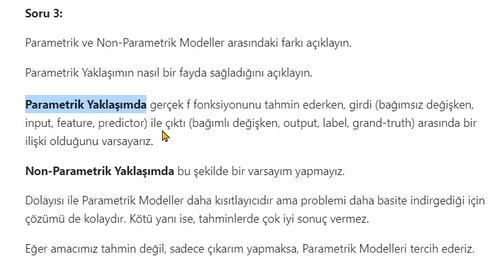 Soru 3:
Parametrik ve Non-Parametrik Modeller arasındaki farkı açıklayın.
Parametrik Yaklaşımın nasıl bir fayda sağladığını açıklayın.
Parametrik Yaklaşımda gerçek f fonksiyonunu tahmin ederken, girdi (bağımsız değişken,
input, feature, predictor) ile çıktı (bağımlı değişken, output, label, grand-truth) arasında bir
ilişki olduğunu varsayarız.
Non-Parametrik Yaklaşımda bu şekilde bir varsayım yapmayız.
Dolayısı ile Parametrik Modeller daha kısıtlayıcıdır ama problemi daha basite indirgediği için
çözümü de kolaydır. Kötü yanı ise, tahminlerde çok iyi sonuç vermez.
Eğer amacımız tahmin değil, sadece çıkarım yapmaksa, Parametrik Modelleri tercih ederiz.